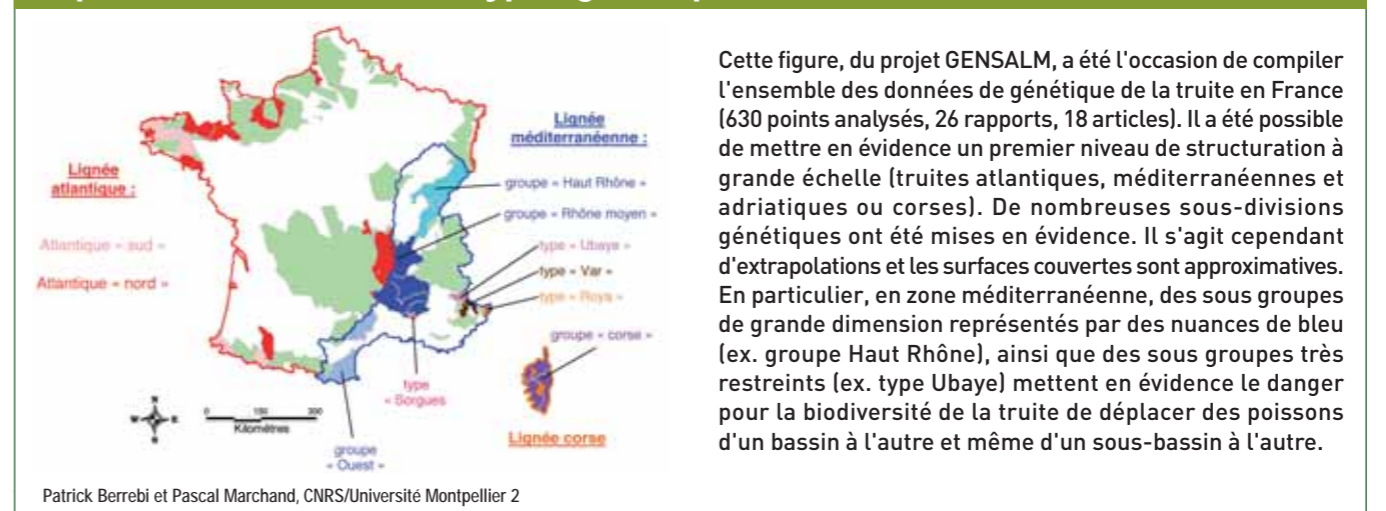 Lignée
méditerranéenne :
groupe « Haut Rhône »
groupe « Rhône moyen »
type « Ubaye »
type « Var »
type « Roya »
groupe « corse »
Lignée corse
type
« Sorgues
groupe
« Ouest »
Lignée
atlantique :
Atlantique « sud »
Atlantique « nord »
N
W
E
S
0
150
300
Kilomètres
Patrick Berrebi et Pascal Marchand, CNRS/Université Montpellier 2
Cette figure, du projet GENSALM, a été l'occasion de compiler
l'ensemble des données de génétique de la truite en France
(630 points analysés, 26 rapports, 18 articles). Il a été possible
de mettre en évidence un premier niveau de structuration à
grande échelle (truites atlantiques, méditerranéennes et
adriatiques ou corses). De nombreuses sous-divisions
génétiques ont été mises en évidence. Il s'agit cependant
d'extrapolations et les surfaces couvertes sont approximatives.
En particulier, en zone méditerranéenne, des sous groupes
de grande dimension représentés par des nuances de bleu
(ex. groupe Haut Rhône), ainsi que des sous groupes très
restreints (ex. type Ubaye) mettent en évidence le danger
pour la biodiversité de la truite de déplacer des poissons
d'un bassin à l'autre et même d'un sous-bassin à l'autre.